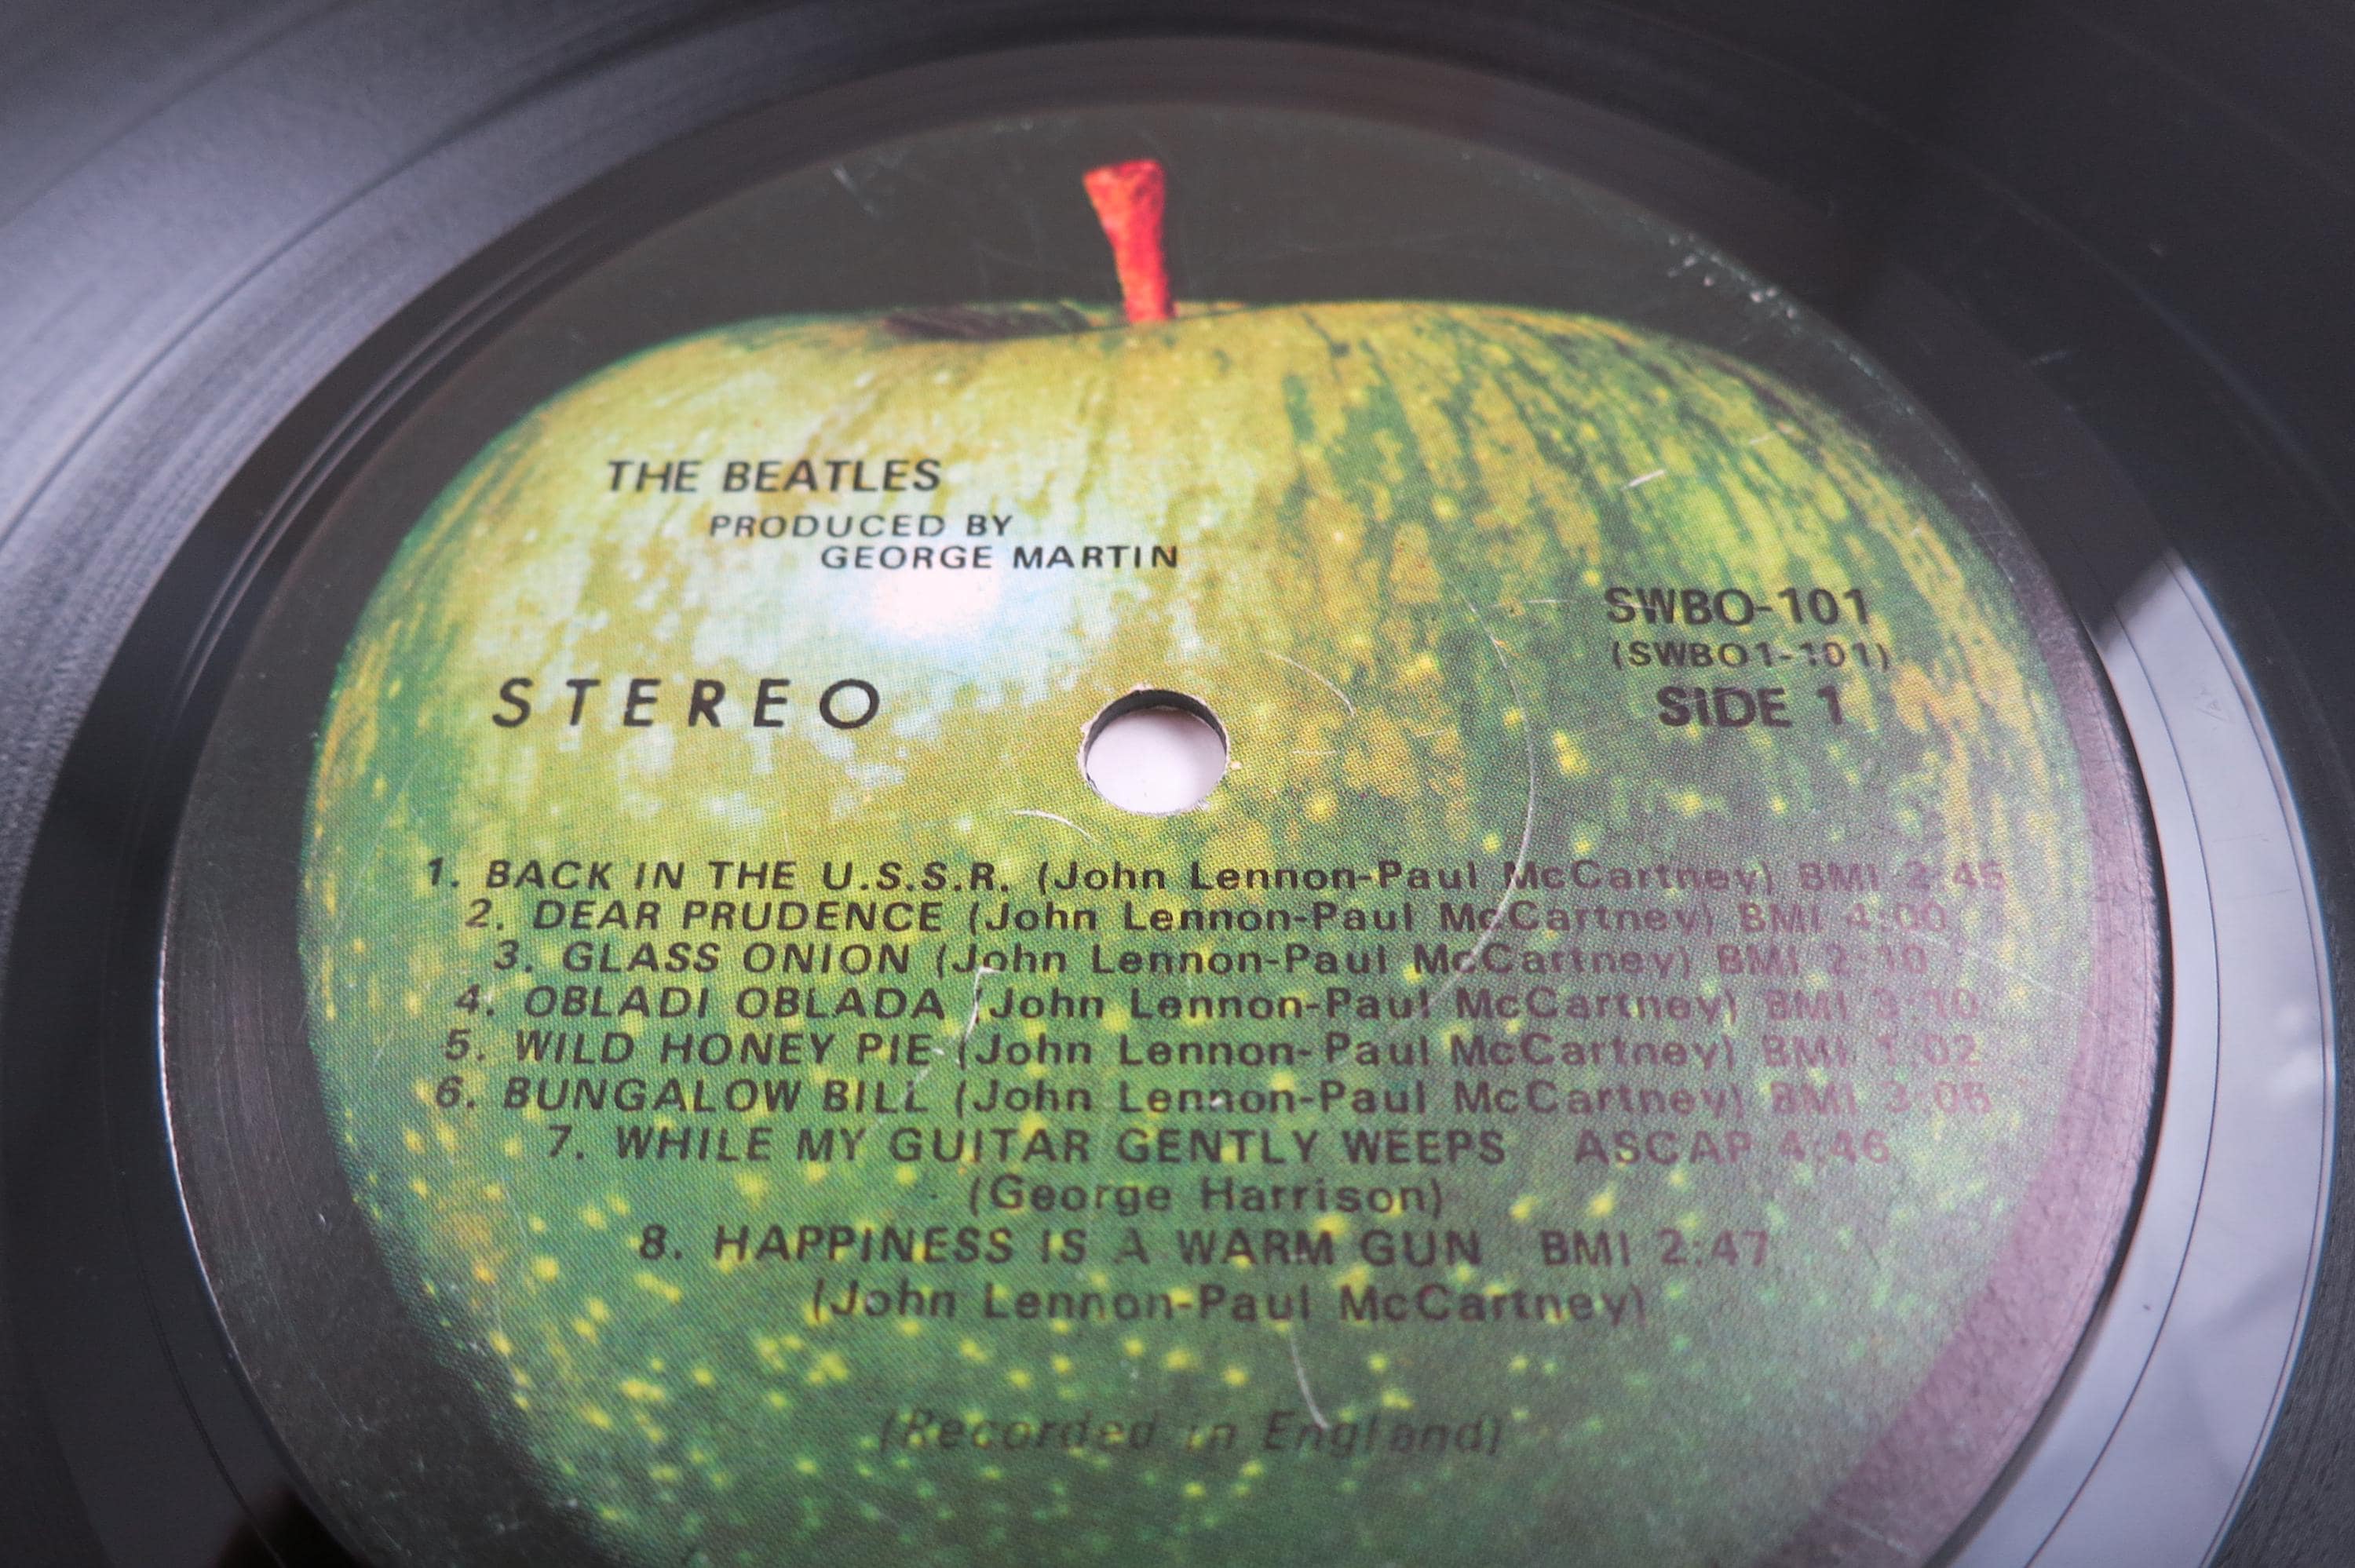 THE BEATLES
PRODUCED BY
GEORGE MARTIN
STEREO
SWBO-101
(SWBO1-101)
SIDE 1
1. BACK IN THE U.S.S.R. (John Lennon-Paul McCartney) BMI 2:45
2. DEAR PRUDENCE (John Lennon-Paul McCartney) BMI 4:00
3. GLASS ONION (John Lennon-Paul McCartney) BMI 2:10
4. OBLADI OBLADA (John Lennon-Paul McCartney) BMI 3:10
5. WILD HONEY PIE (John Lennon-Paul McCartney) BMI 1:02
6. BUNGALOW BILL (John Lennon-Paul McCartney) BMI 3:05
7. WHILE MY GUITAR GENTLY WEEPS ASCAP 4:46
(George Harrison)
8. HAPPINESS IS A WARM GUN BMI 2:47
(John Lennon-Paul McCartney)
(Recorded in England)